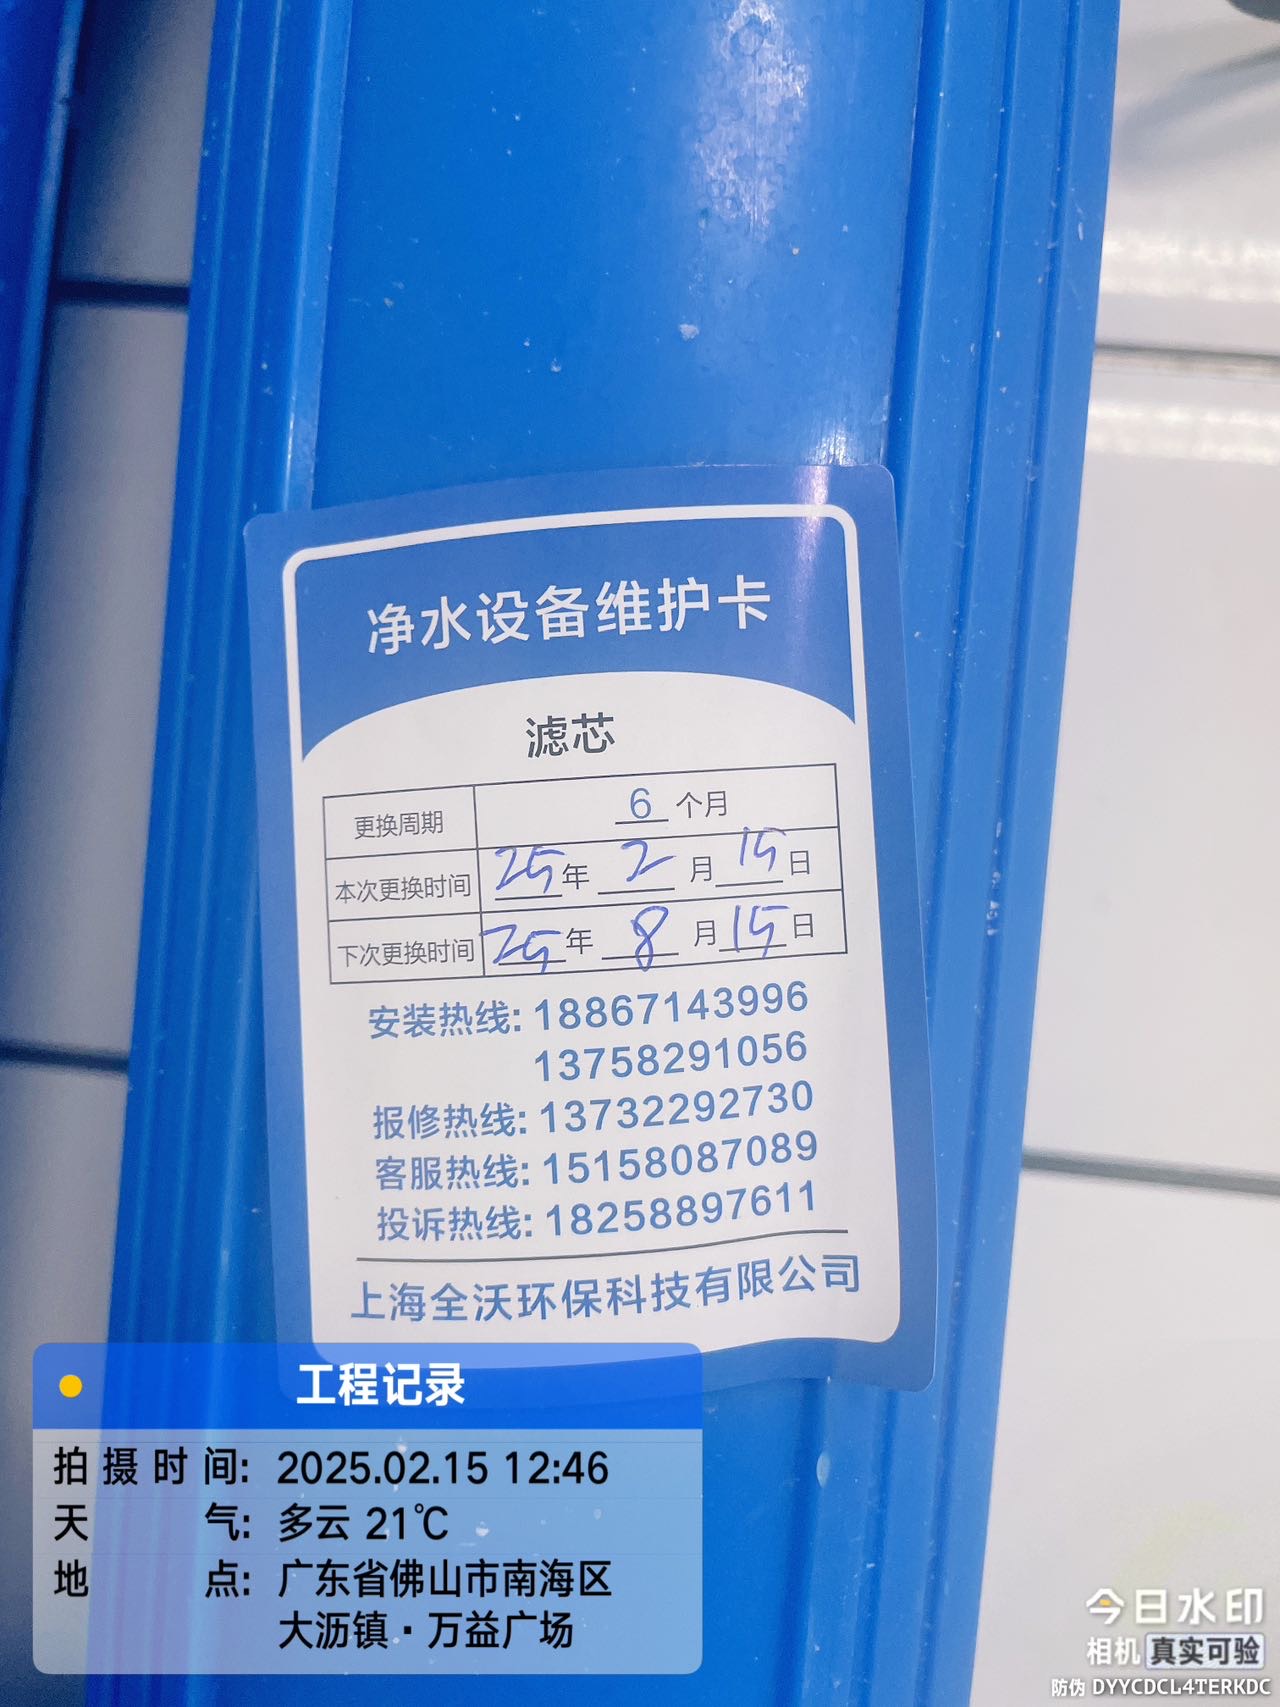 净水设备维护卡
滤芯
更换周期 6 个月
本次更换时间 25年 2 月 15 日
下次更换时间 25年 8 月 15 日
安装热线: 18867143996
13758291056
报修热线: 13732292730
客服热线: 15158087089
投诉热线: 18258897611
上海全沃环保科技有限公司
工程记录
拍摄时间: 2025.02.15 12:46
天气: 多云 21℃
地点: 广东省佛山市南海区
大沥镇·万益广场
今日水印
相机 真实可验
防伪 DYYCDCL4TERKDC